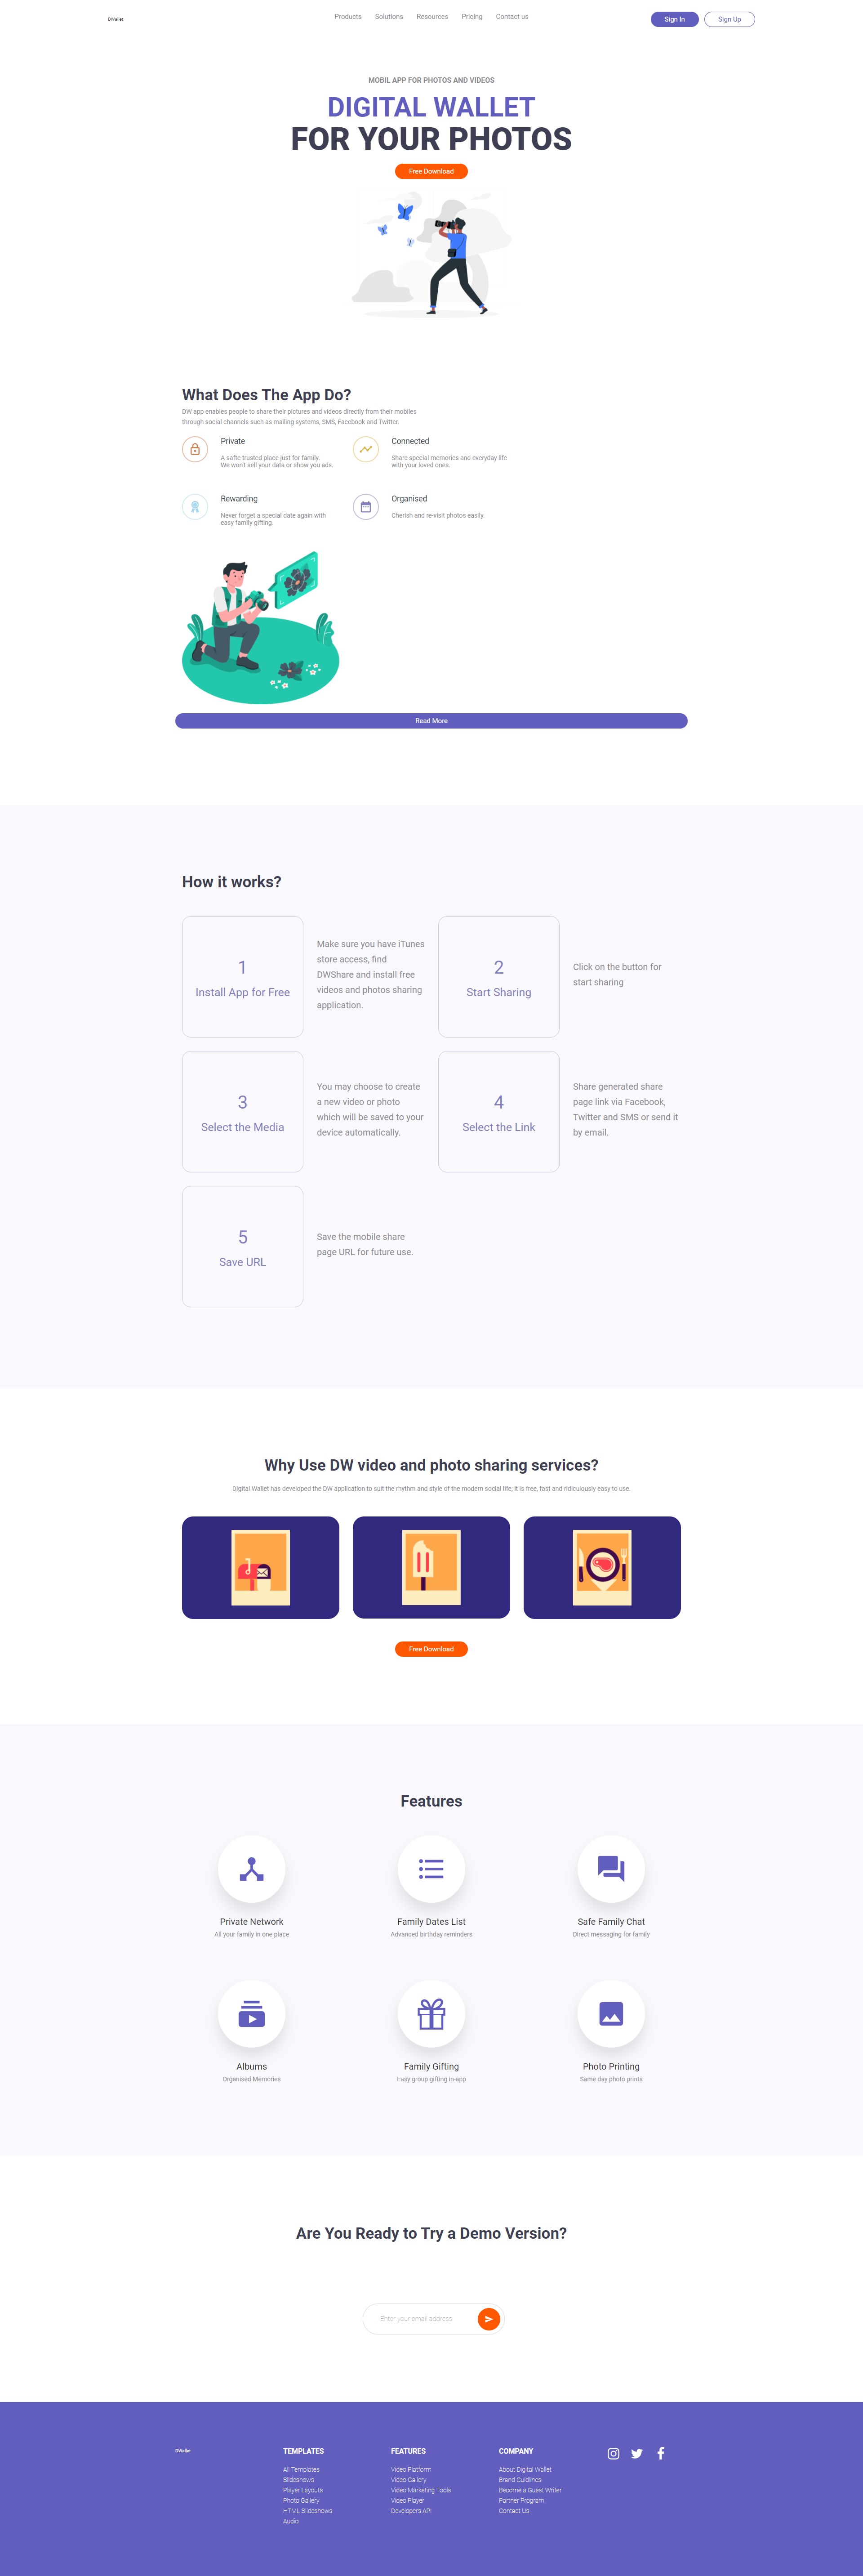 DWallet
Products Solutions Resources Pricing Contact us
Sign In
Sign Up
MOBIL APP FOR PHOTOS AND VIDEOS
DIGITAL WALLET
FOR YOUR PHOTOS
Free Download
What Does The App Do?
DW app enables people to share their pictures and videos directly from their mobiles
through social channels such as mailing systems, SMS, Facebook and Twitter.
Private
A safte trusted place just for family.
We won't sell your data or show you ads.
Connected
Share special memories and everyday life
with your loved ones.
Rewarding
Never forget a special date again with
easy family gifting.
Organised
Cherish and re-visit photos easily.
Read More
How it works?
1
Install App for Free
Make sure you have iTunes
store access, find
DWShare and install free
videos and photos sharing
application.
2
Start Sharing
Click on the button for
start sharing
3
Select the Media
You may choose to create
a new video or photo
which will be saved to your
device automatically.
4
Select the Link
Share generated share
page link via Facebook,
Twitter and SMS or send it
by email.
5
Save URL
Save the mobile share
page URL for future use.
Why Use DW video and photo sharing services?
Digital Wallet has developed the DW application to suit the rhythm and style of the modern social life; it is free, fast and ridiculously easy to use.
Free Download
Features
Private Network
All your family in one place
Family Dates List
Advanced birthday reminders
Safe Family Chat
Direct messaging for family
Albums
Organised Memories
Family Gifting
Easy group gifting in-app
Photo Printing
Same day photo prints
Are You Ready to Try a Demo Version?
Enter your email address
DWallet
TEMPLATES
All Templates
Slideshows
Player Layouts
Photo Gallery
HTML Slideshows
Audio
FEATURES
Video Platform
Video Gallery
Video Marketing Tools
Video Player
Developers API
COMPANY
About Digital Wallet
Brand Guidlines
Become a Guest Writer
Partner Program
Contact Us